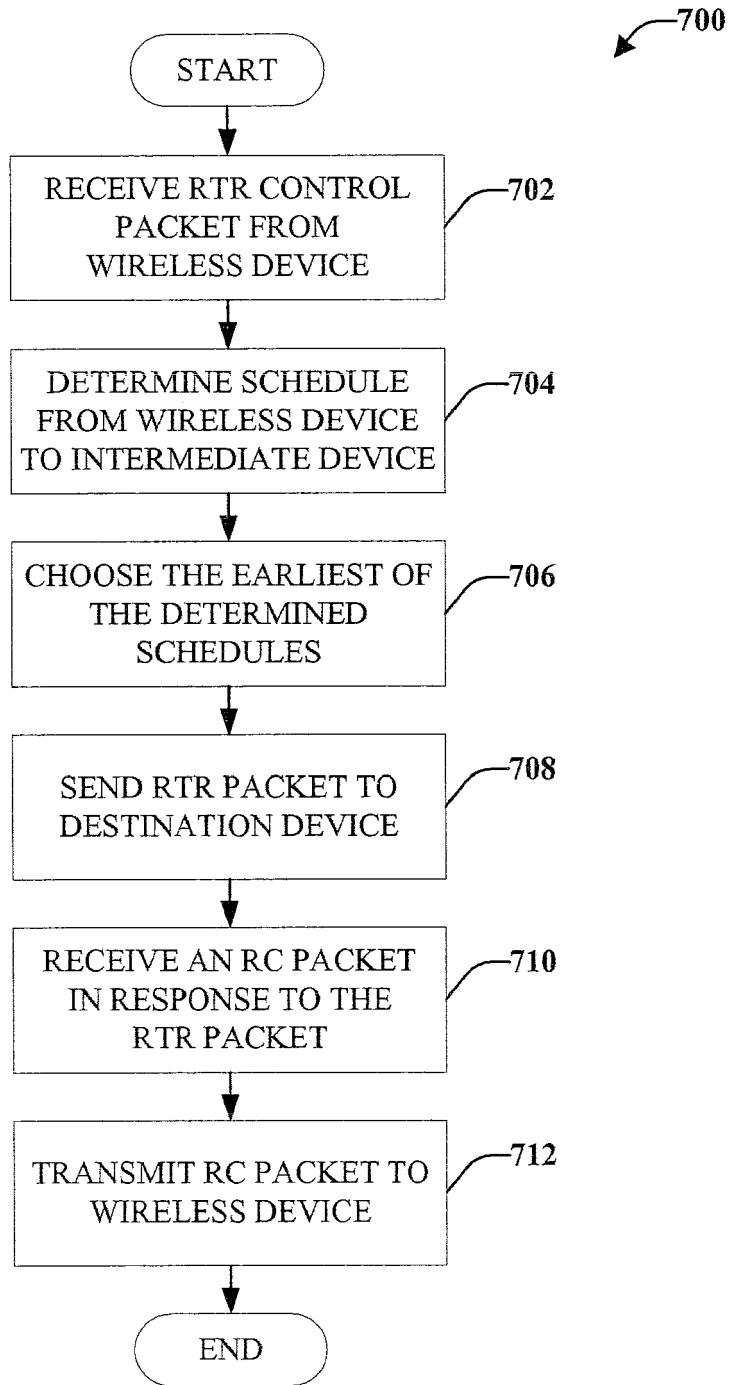 700
START
RECEIVE RTR CONTROL
PACKET FROM
WIRELESS DEVICE
702
DETERMINE SCHEDULE
FROM WIRELESS DEVICE
TO INTERMEDIATE DEVICE
704
CHOOSE THE EARLIEST OF
THE DETERMINED
SCHEDULES
706
SEND RTR PACKET TO
DESTINATION DEVICE
708
RECEIVE AN RC PACKET
IN RESPONSE TO THE
RTR PACKET
710
TRANSMIT RC PACKET TO
WIRELESS DEVICE
712
END